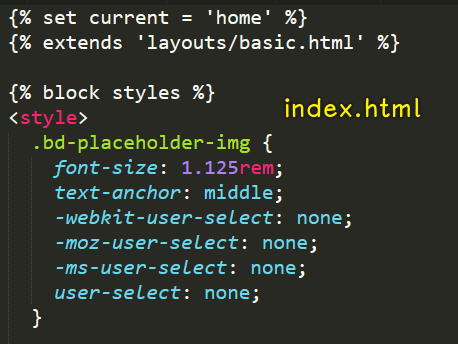 {% set current = 'home' %}
{% extends 'layouts/basic.html' %}
{% block styles %}
index.html
<style>
.bd-placeholder-img {
font-size: 1.125rem;
text-anchor: middle;
-webkit-user-select: none;
-moz-user-select: none;
-ms-user-select: none;
user-select: none;
}